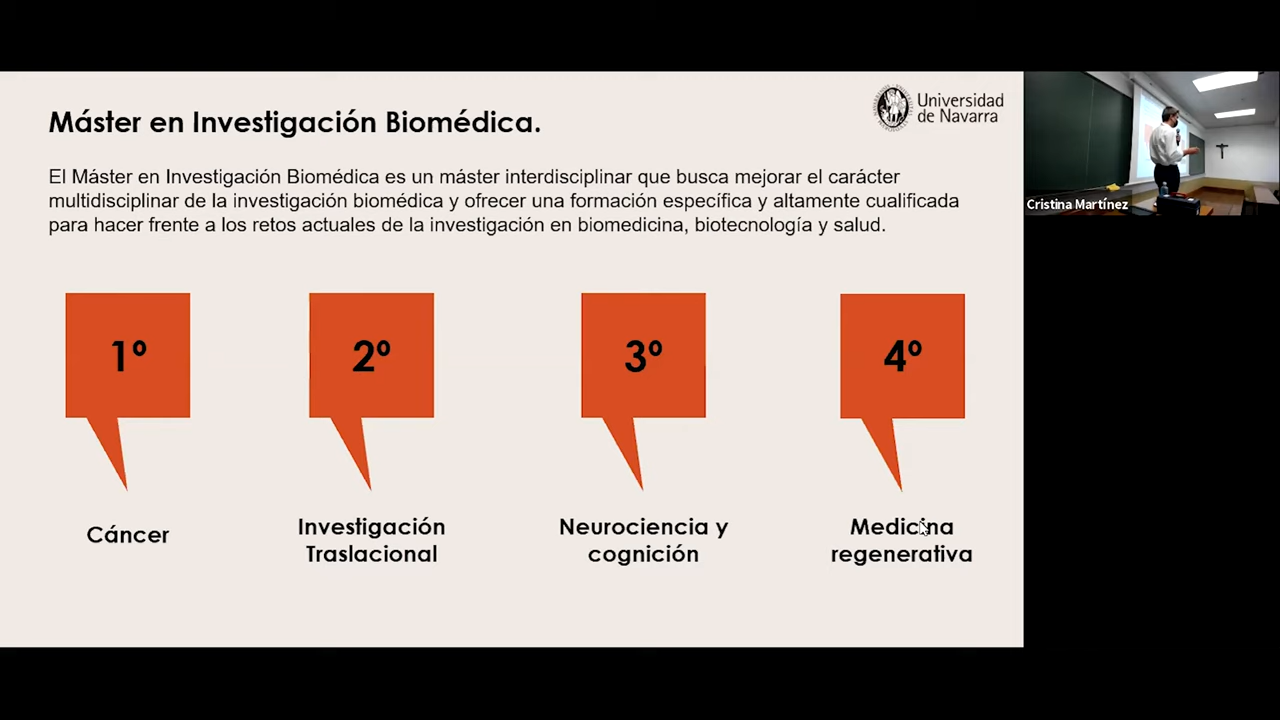 Máster en Investigación Biomédica.
Universidad
de Navarra
El Máster en Investigación Biomédica es un máster interdisciplinar que busca mejorar el carácter
multidisciplinar de la investigación biomédica y ofrecer una formación específica y altamente cualificada
para hacer frente a los retos actuales de la investigación en biomedicina, biotecnología y salud.
1º
2º
3º
4º
Cáncer
Investigación
Traslacional
Neurociencia y
cognición
Medicina
regenerativa
Cristina Martínez